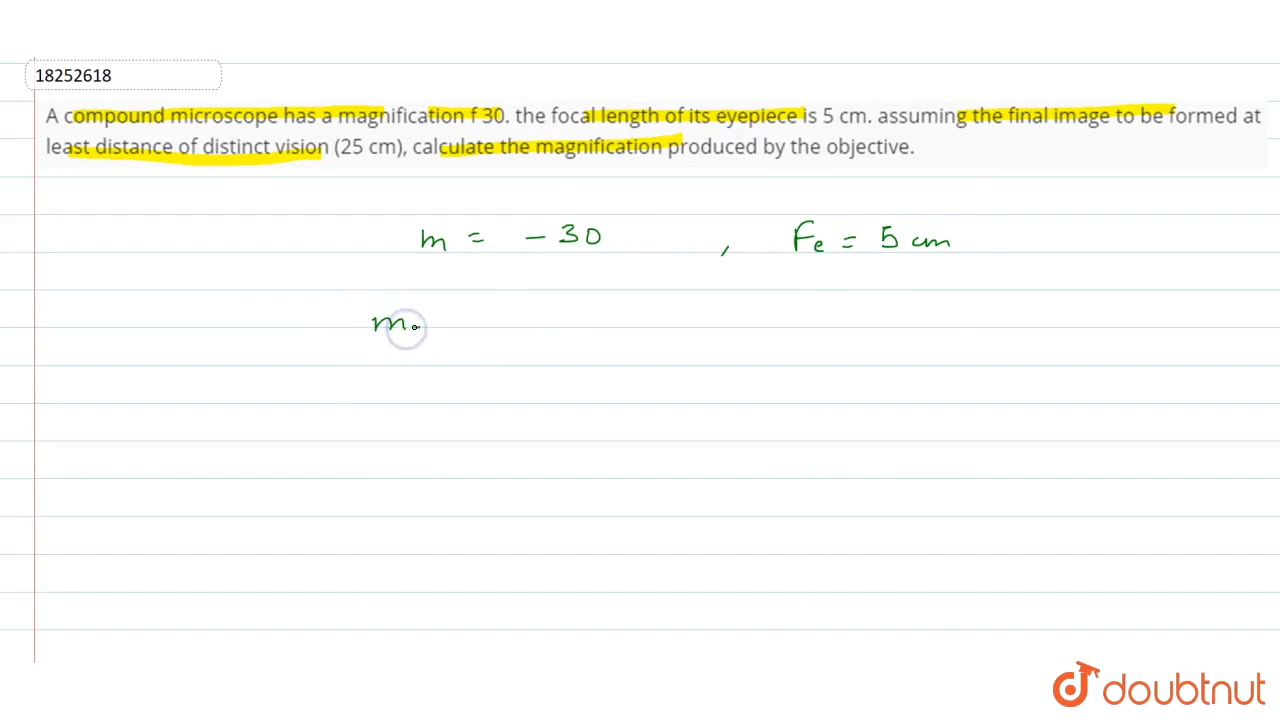 18252618
A compound microscope has a magnification f 30. the focal length of its eyepiece is 5 cm. assuming the final image to be formed at
least distance of distinct vision (25 cm), calculate the magnification produced by the objective.
m = - 30 , Fe = 5 cm
m
doubtnut